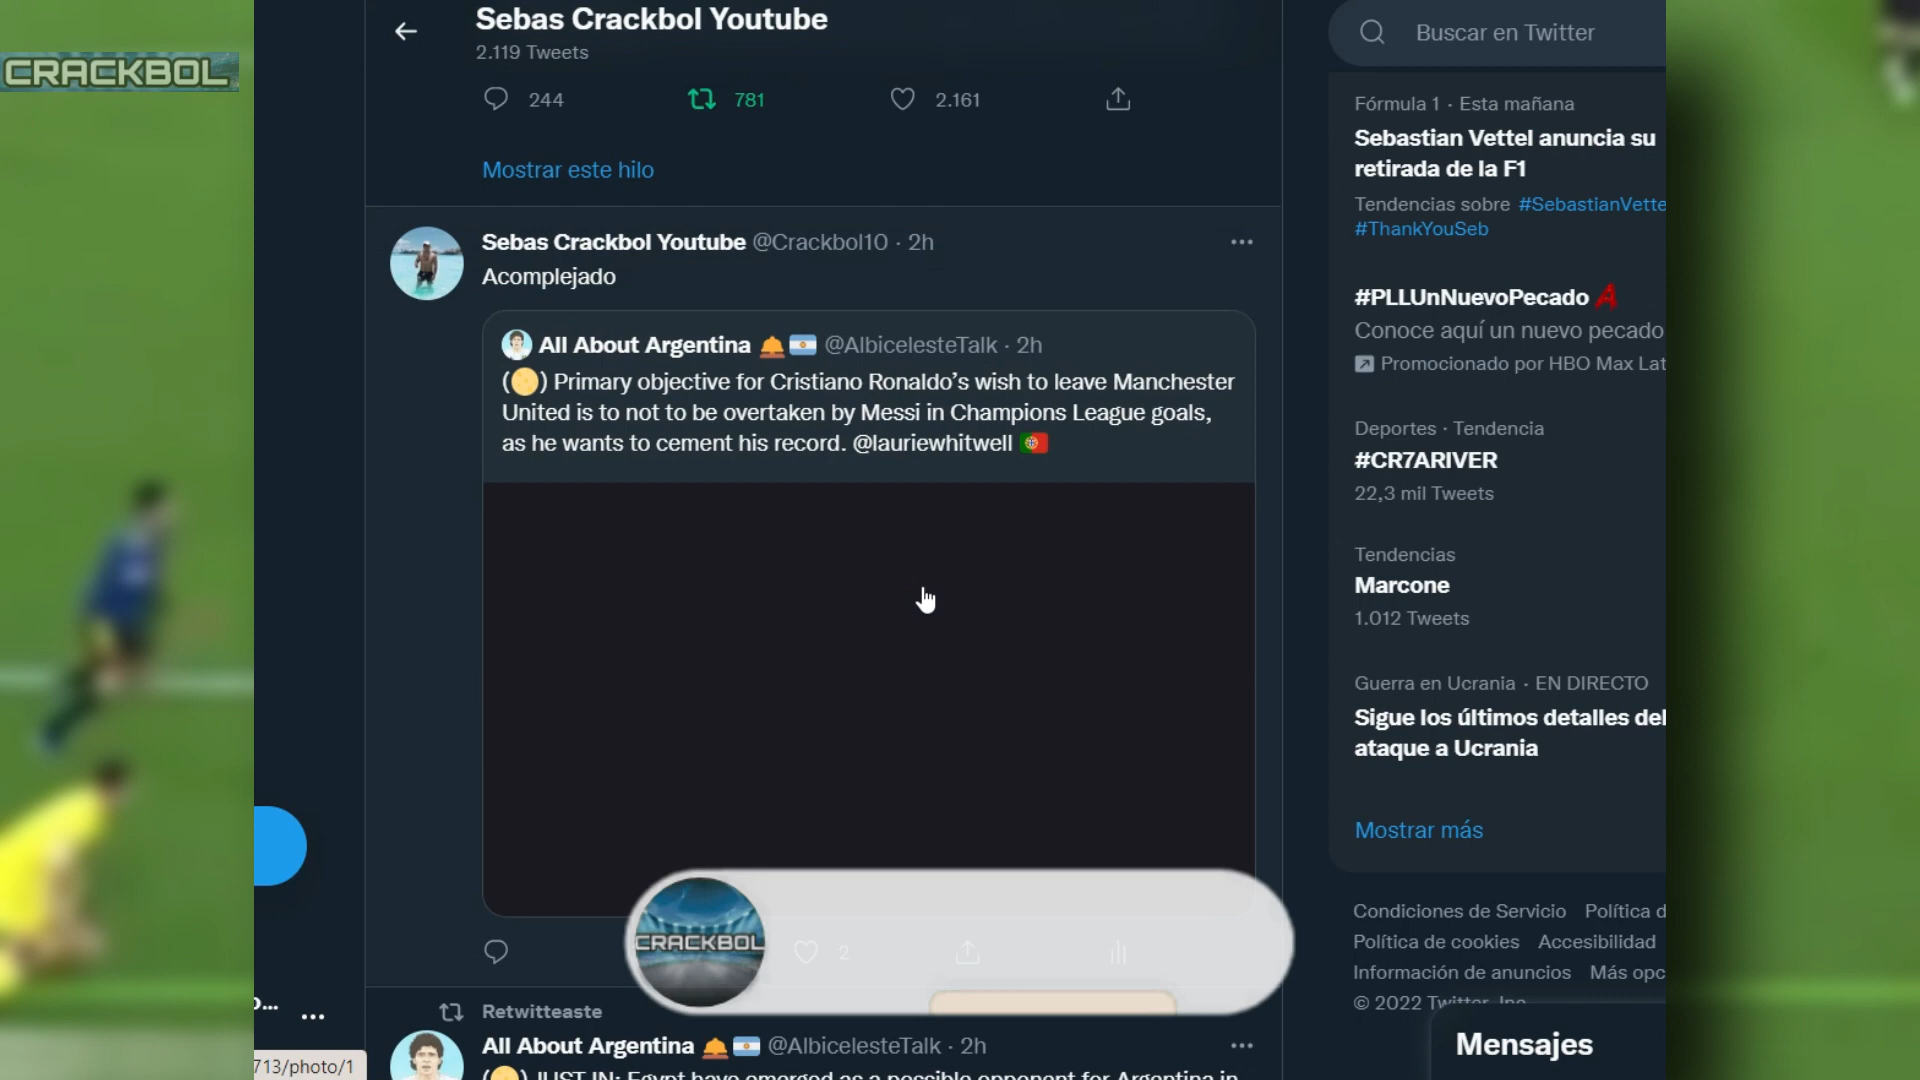 CRACKBOL
Sebas Crackbol Youtube
2.119 Tweets
244 781 2.161
Mostrar este hilo
Sebas Crackbol Youtube @Crackbol10 · 2h
Acomplejado
All About Argentina @AlbicelesteTalk · 2h
(🌕) Primary objective for Cristiano Ronaldo's wish to leave Manchester
United is to not to be overtaken by Messi in Champions League goals,
as he wants to cement his record. @lauriewhitwell
CRACKBOL
2
Retwitteaste
All About Argentina @AlbicelesteTalk · 2h
(🌕) JUST IN: Egypt have emerged as a possible opponent for Argentina in
Buscar en Twitter
Fórmula 1 · Esta mañana
Sebastian Vettel anuncia su
retirada de la F1
Tendencias sobre #SebastianVette
#ThankYouSeb
#PLLUnNuevoPecado
Conoce aquí un nuevo pecado
Promocionado por HBO Max Lat
Deportes · Tendencia
#CR7ARIVER
22,3 mil Tweets
Tendencias
Marcone
1.012 Tweets
Guerra en Ucrania · EN DIRECTO
Sigue los últimos detalles del
ataque a Ucrania
Mostrar más
Condiciones de Servicio Política d
Política de cookies Accesibilidad
Información de anuncios Más opc
© 2022 Twitter, Inc.
Mensajes
713/photo/1